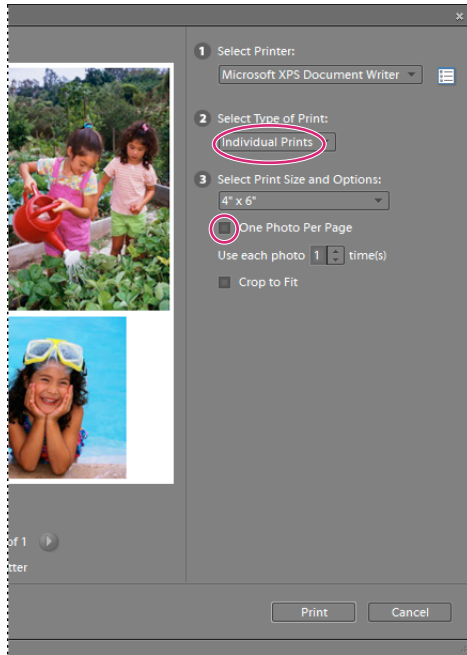 1 Select Printer:
Microsoft XPS Document Writer
2 Select Type of Print:
Individual Prints
3 Select Print Size and Options:
4" x 6"
One Photo Per Page
Use each photo 1 time(s)
Crop to Fit
of 1
tter
Print Cancel